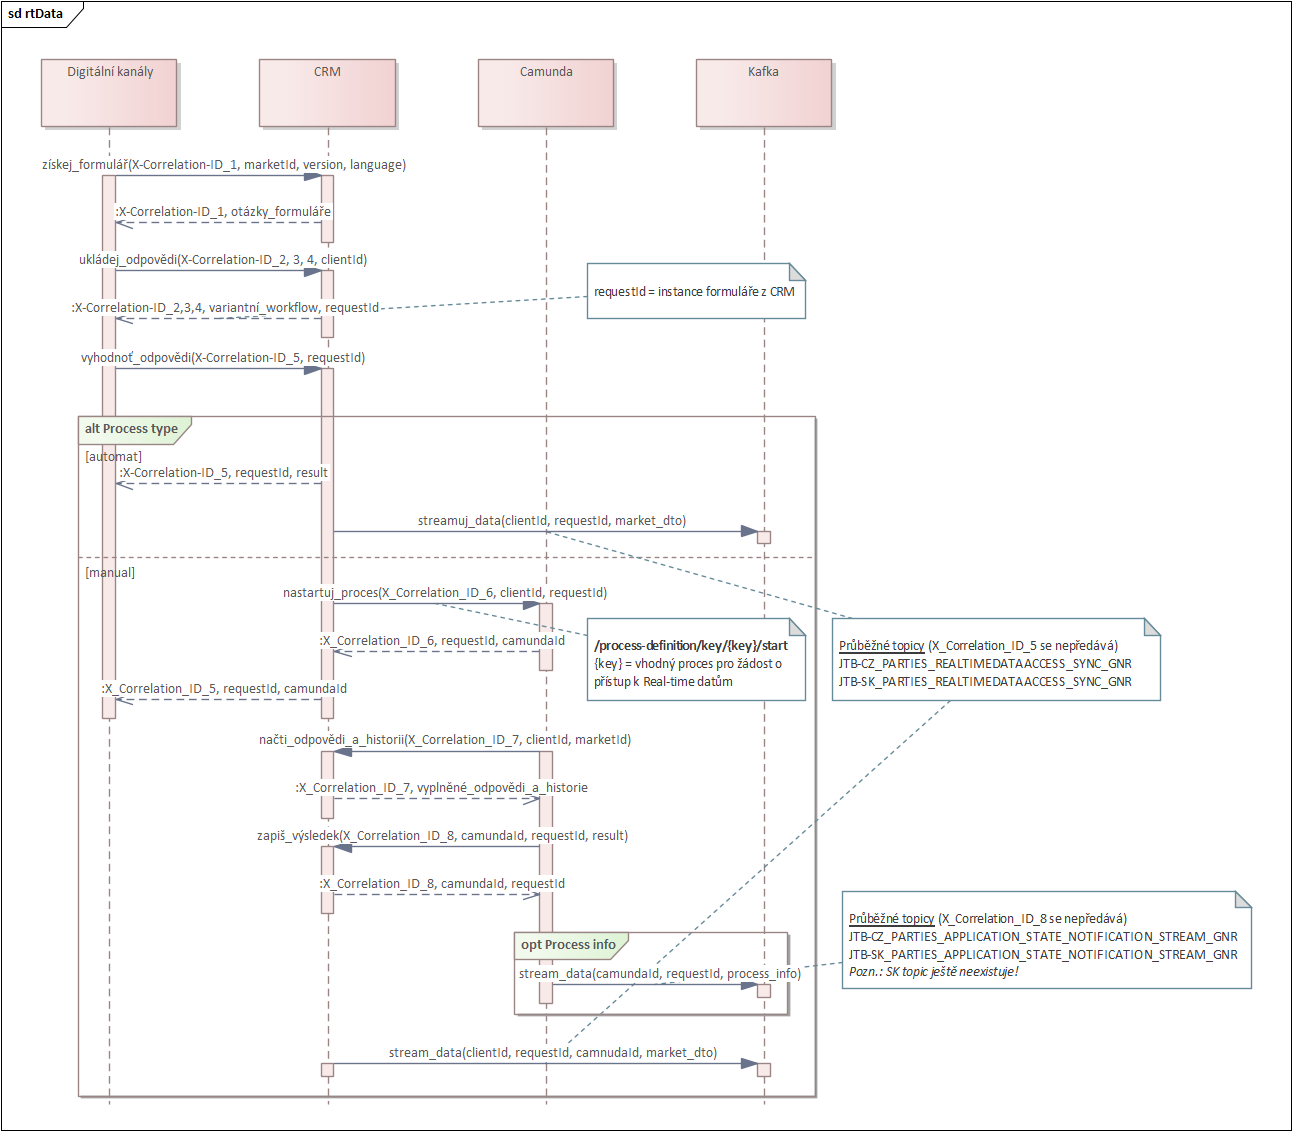 sd rtData
Digitální kanály
CRM
Camunda
Kafka
získej_formulář(X-Correlation-ID_1, marketId, version, language)
:X-Correlation-ID_1, otázky_formuláře
ukládej_odpovědi(X-Correlation-ID_2, 3, 4, clientId)
requestId = instance formuláře z CRM
:X-Correlation-ID_2,3,4, variantní_workflow, requestId
vyhodnoť_odpovědi(X-Correlation-ID_5, requestId)
alt Process type
[automat]
:X-Correlation-ID_5, requestId, result
streamuj_data(clientId, requestId, market_dto)
[manual]
nastartuj_proces(X_Correlation_ID_6, clientId, requestId)
:X_Correlation_ID_6, requestId, camundaId
/process-definition/key/{key}/start
{key} = vhodný proces pro žádost o
přístup k Real-time datům
Průběžné topicy (X_Correlation_ID_5 se nepředává)
JTB-CZ_PARTIES_REALTIMEDATAACCESS_SYNC_GNR
JTB-SK_PARTIES_REALTIMEDATAACCESS_SYNC_GNR
:X_Correlation_ID_5, requestId, camundaId
načti_odpovědi_a_historii(X_Correlation_ID_7, clientId, marketId)
:X_Correlation_ID_7, vyplněné_odpovědi_a_historie
zapiš_výsledek(X_Correlation_ID_8, camundaId, requestId, result)
:X_Correlation_ID_8, camundaId, requestId
opt Process info
stream_data(camundaId, requestId, process_info)
Průběžné topicy (X_Correlation_ID_8 se nepředává)
JTB-CZ_PARTIES_APPLICATION_STATE_NOTIFICATION_STREAM_GNR
JTB-SK_PARTIES_APPLICATION_STATE_NOTIFICATION_STREAM_GNR
Pozn.: SK topic ještě neexistuje!
stream_data(clientId, requestId, camnudaId, market_dto)